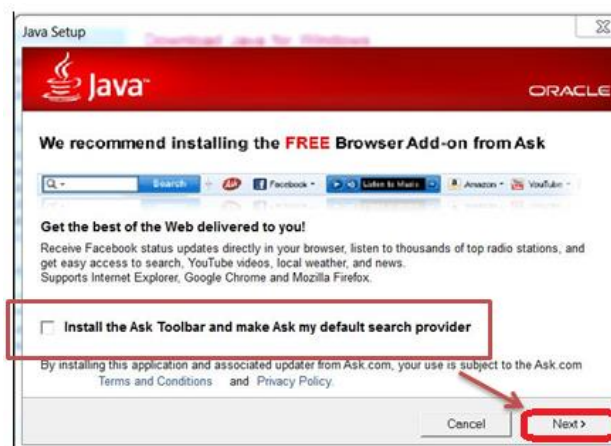 Java Setup
Download Java for Windows
Java™
ORACLE
We recommend installing the FREE Browser Add-on from Ask
Search Ask Facebook Listen to Music Amazon YouTube
Get the best of the Web delivered to you!
Receive Facebook status updates directly in your browser, listen to thousands of top radio stations, and
get easy access to search, YouTube videos, local weather, and news.
Supports Internet Explorer, Google Chrome and Mozilla Firefox.
Install the Ask Toolbar and make Ask my default search provider
By installing this application and associated updater from Ask.com, your use is subject to the Ask.com
Terms and Conditions and Privacy Policy.
Cancel
Next >